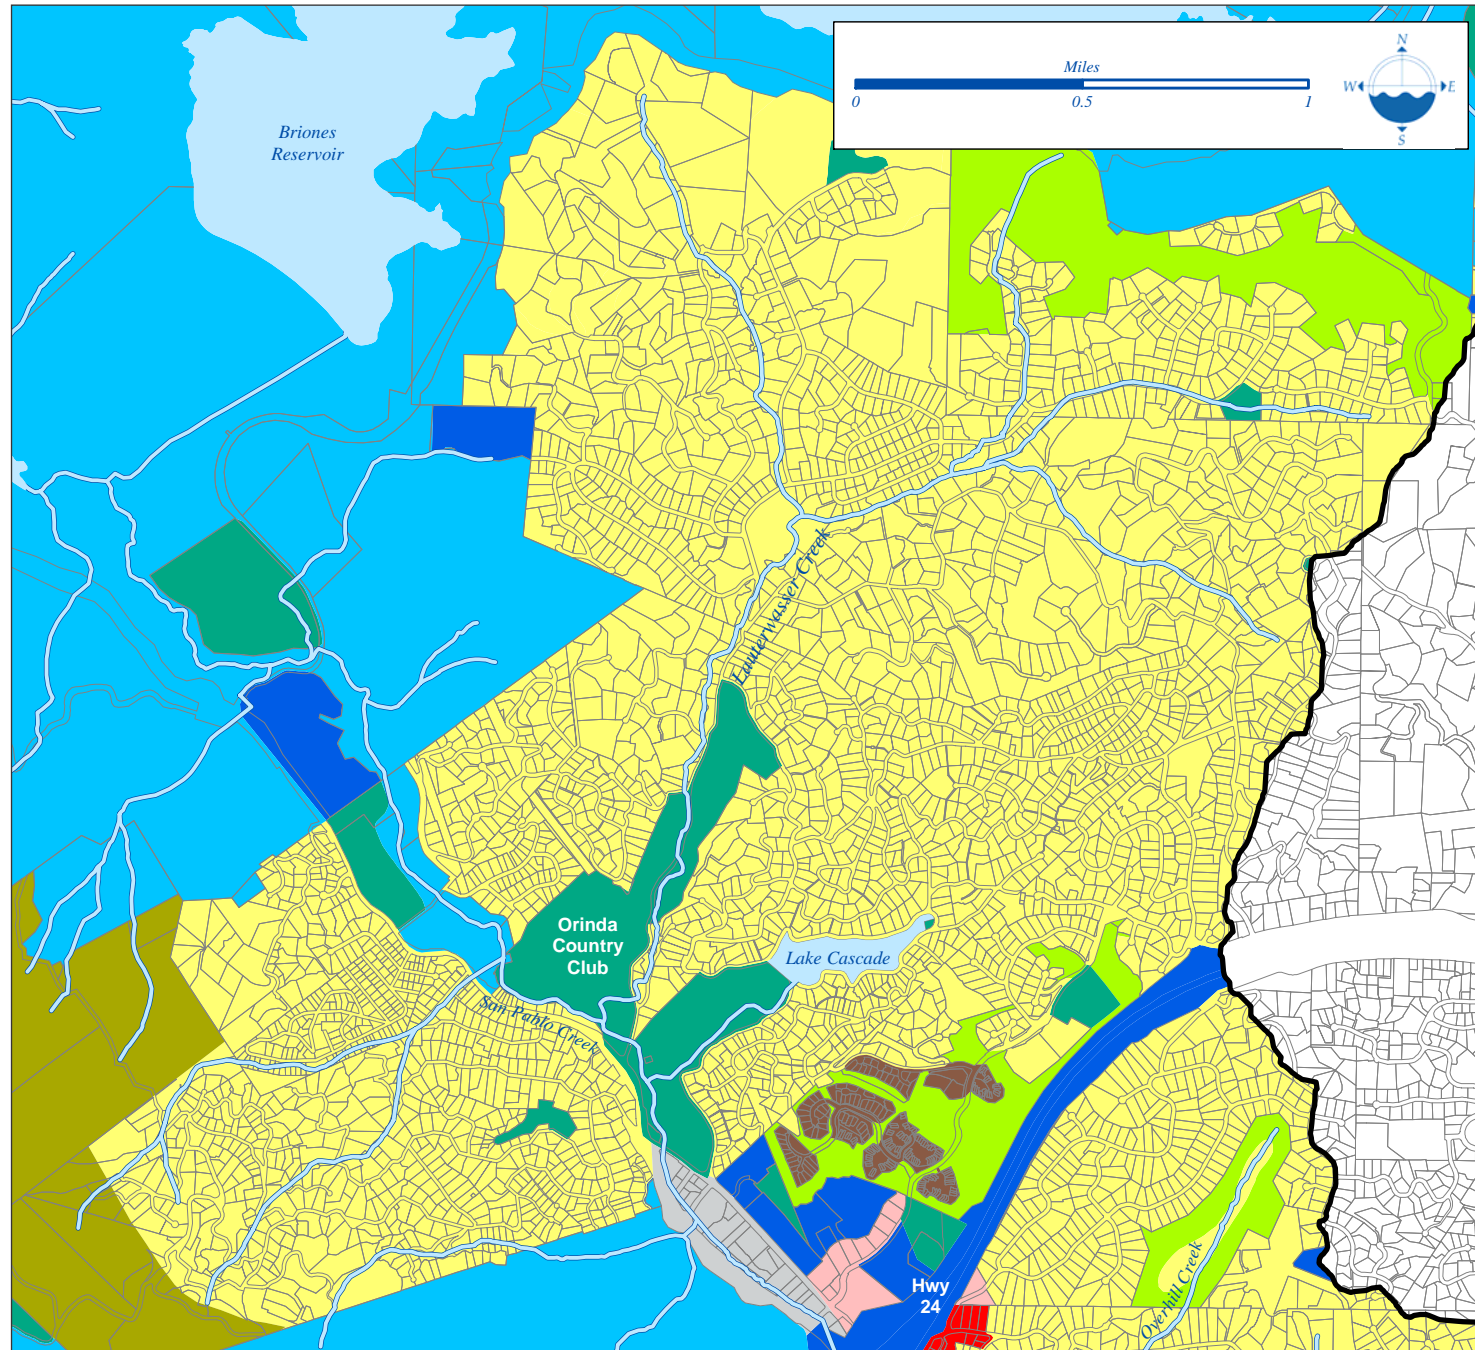 Miles
0 0.5 1
N
W E
S
Briones
Reservoir
Lauterwasser Creek
Orinda
Country
Club
Lake Cascade
San Pablo Creek
Hwy
24
Overhill Creek